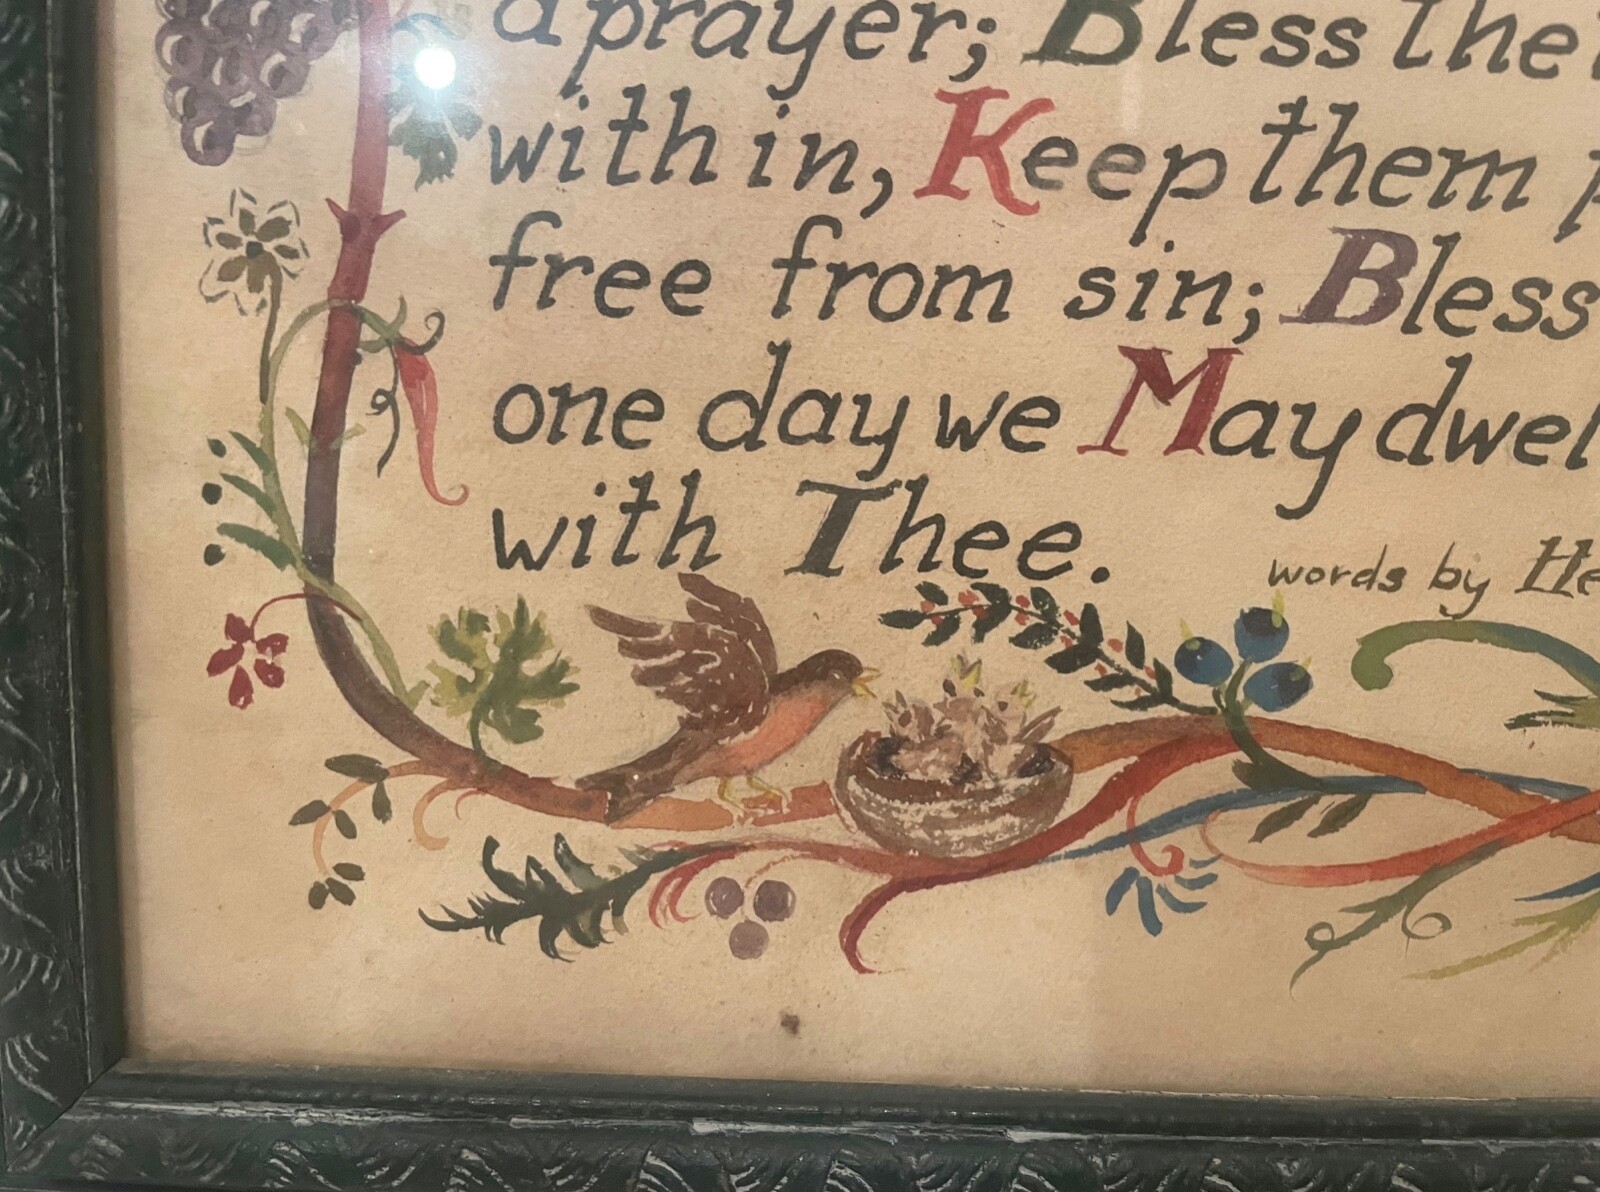 a prayer; Bless the
with in, Keep them
free from sin; Bless
one day we May dwel
with Thee.
words by He